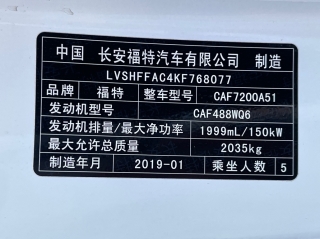 中国 长安福特汽车有限公司 制造
LVSHFFAC4KF768077
品牌 福特 整车型号 CAF7200A51
发动机型号 CAF488WQ6
发动机排量/最大净功率 1999mL/150kW
最大允许总质量 2035kg
制造年月 2019-01 乘坐人数 5